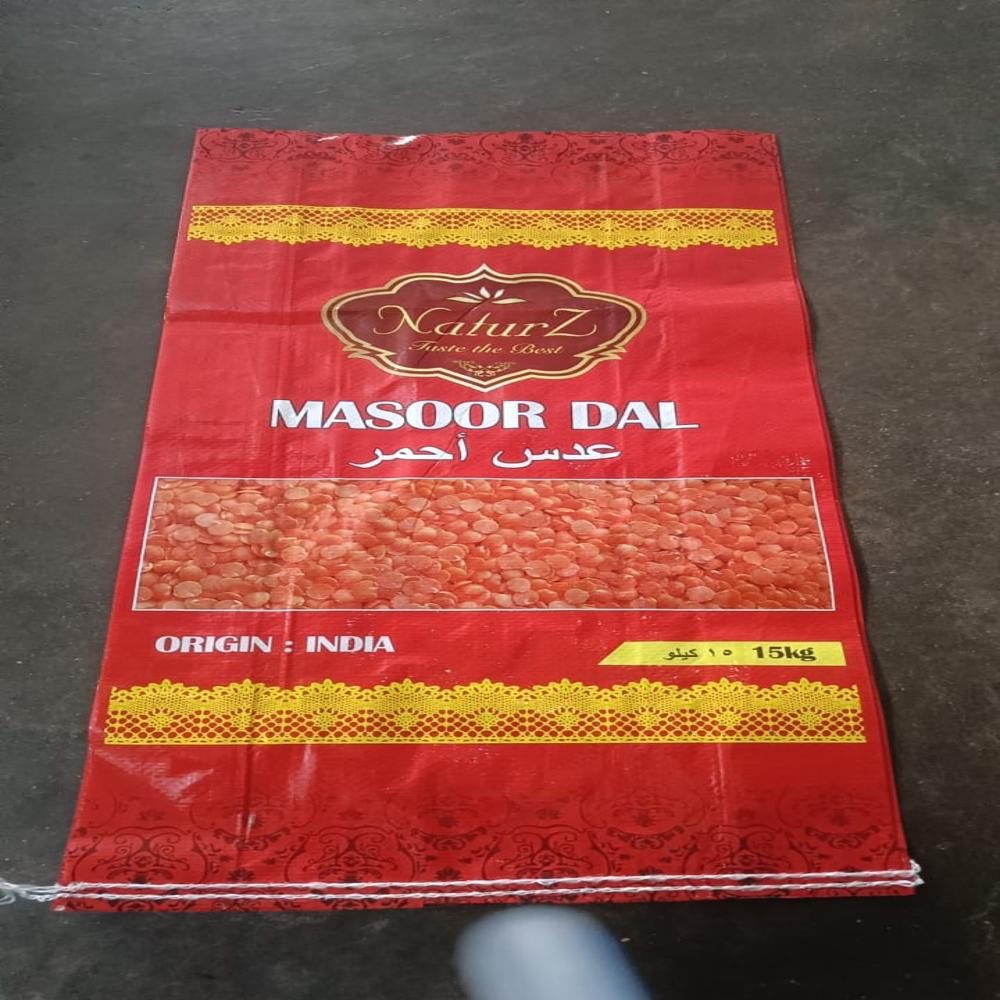 NaturZ
Taste the Best
MASOOR DAL
عدس أحمر
ORIGIN : INDIA
١٥ كيلو 15kg